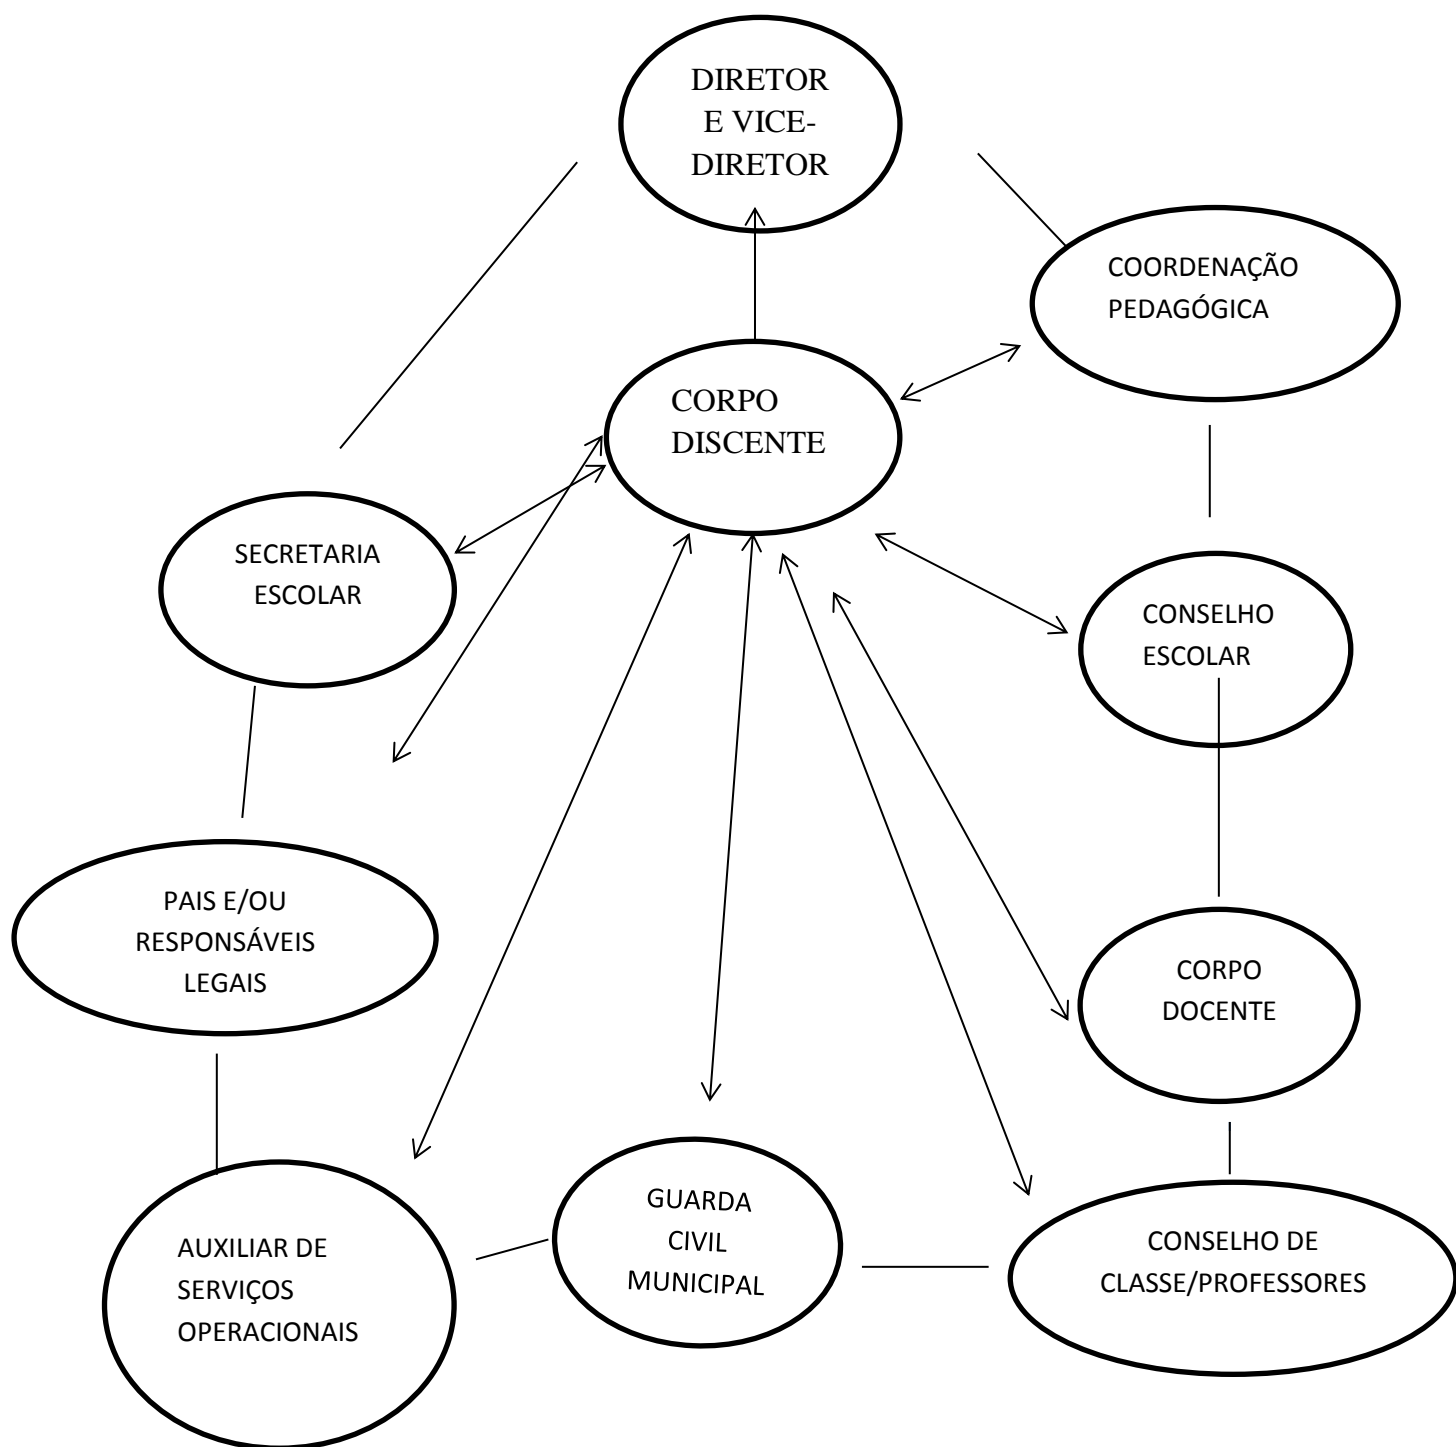 DIRETOR
E VICE-
DIRETOR
COORDENAÇÃO
PEDAGÓGICA
CORPO
DISCENTE
SECRETARIA
ESCOLAR
CONSELHO
ESCOLAR
PAIS E/OU
RESPONSÁVEIS
LEGAIS
CORPO
DOCENTE
AUXILIAR DE
SERVIÇOS
OPERACIONAIS
GUARDA
CIVIL
MUNICIPAL
CONSELHO DE
CLASSE/PROFESSORES